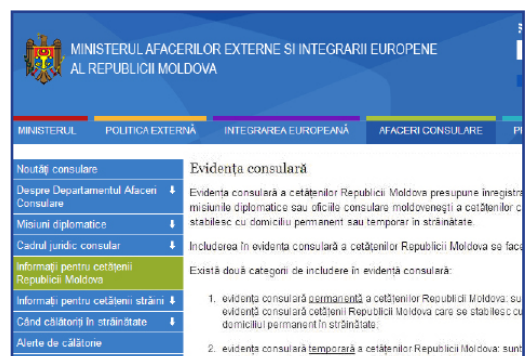 MINISTERUL AFACERILOR EXTERNE SI INTEGRARII EUROPENE
AL REPUBLICII MOLDOVA
MINISTERUL POLITICA EXTERNĂ INTEGRAREA EUROPEANĂ AFACERI CONSULARE
Noutăți consulare
Despre Departamentul Afaceri
Consulare
Misiuni diplomatice
Cadrul juridic consular
Informații pentru cetățenii
Republicii Moldova
Informații pentru cetățenii străini
Când călătoriți în străinătate
Alerte de călătorie
Evidența consulară
Evidența consulară a cetățenilor Republicii Moldova presupune înregistra
misiunile diplomatice sau oficiile consulare moldovenești a cetățenilor c
stabilesc cu domiciliu permanent sau temporar în străinătate.
Includerea în evidența consulară a cetățenilor Republicii Moldova se face
Există două categorii de includere în evidență consulară:
1. evidența consulară permanentă a cetățenilor Republicii Moldova. su
evidență consulară cetățenii Republicii Moldova care se stabilesc cu
domiciliul permanent în străinătate;
2. evidența consulară temporară a cetățenilor Republicii Moldova: sunt